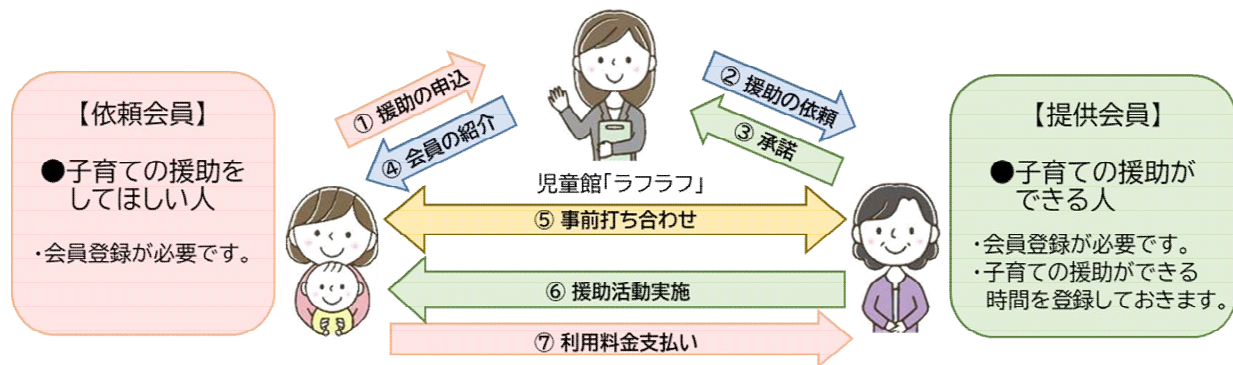 【依頼会員】
●子育ての援助を
してほしい人
・会員登録が必要です。
① 援助の申込
④ 会員の紹介
② 援助の依頼
③ 承諾
児童館「ラフラフ」
⑤ 事前打ち合わせ
⑥ 援助活動実施
⑦ 利用料金支払い
【提供会員】
●子育ての援助が
できる人
・会員登録が必要です。
・子育ての援助ができる
時間を登録しておきます。